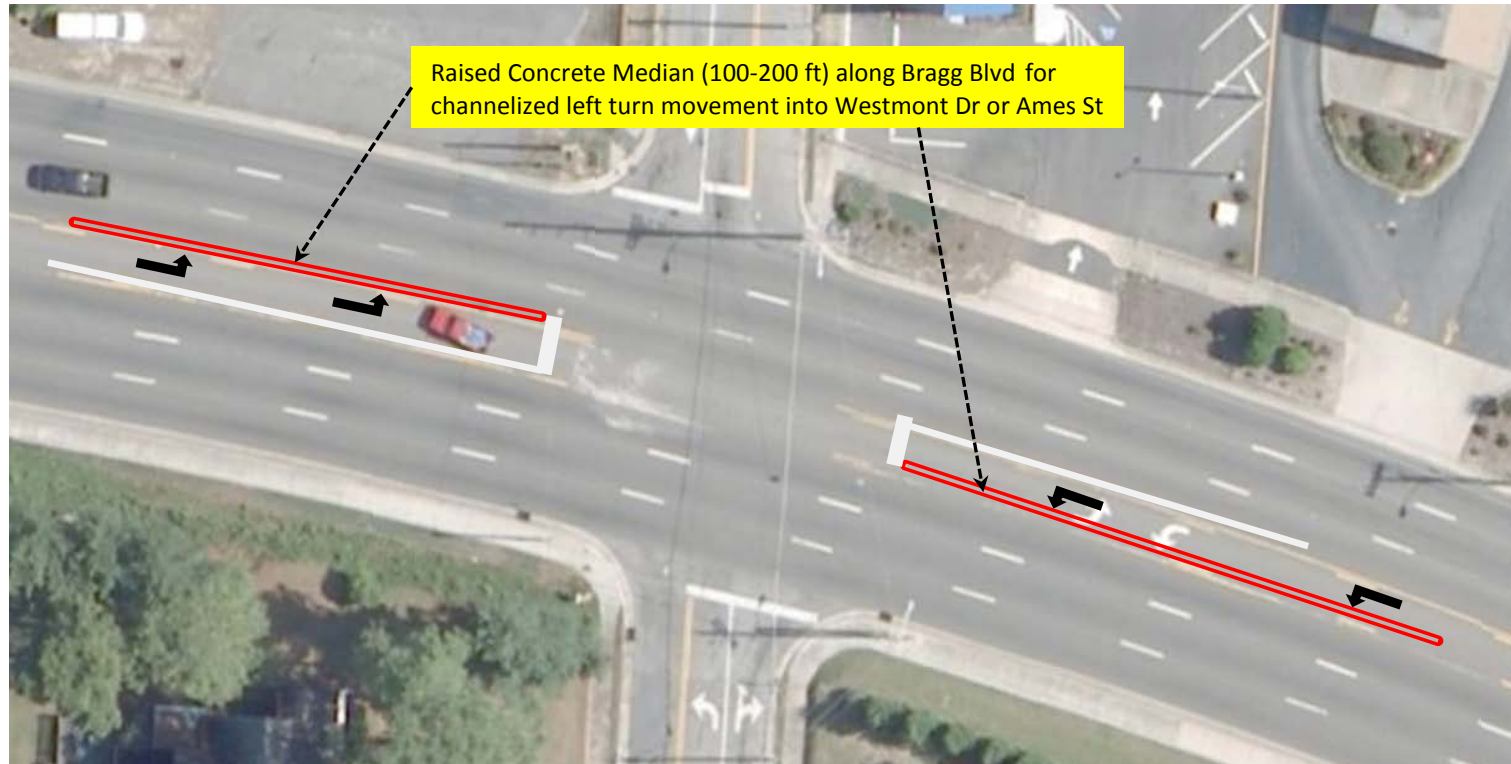 Raised Concrete Median (100-200 ft) along Bragg Blvd for
channelized left turn movement into Westmont Dr or Ames St